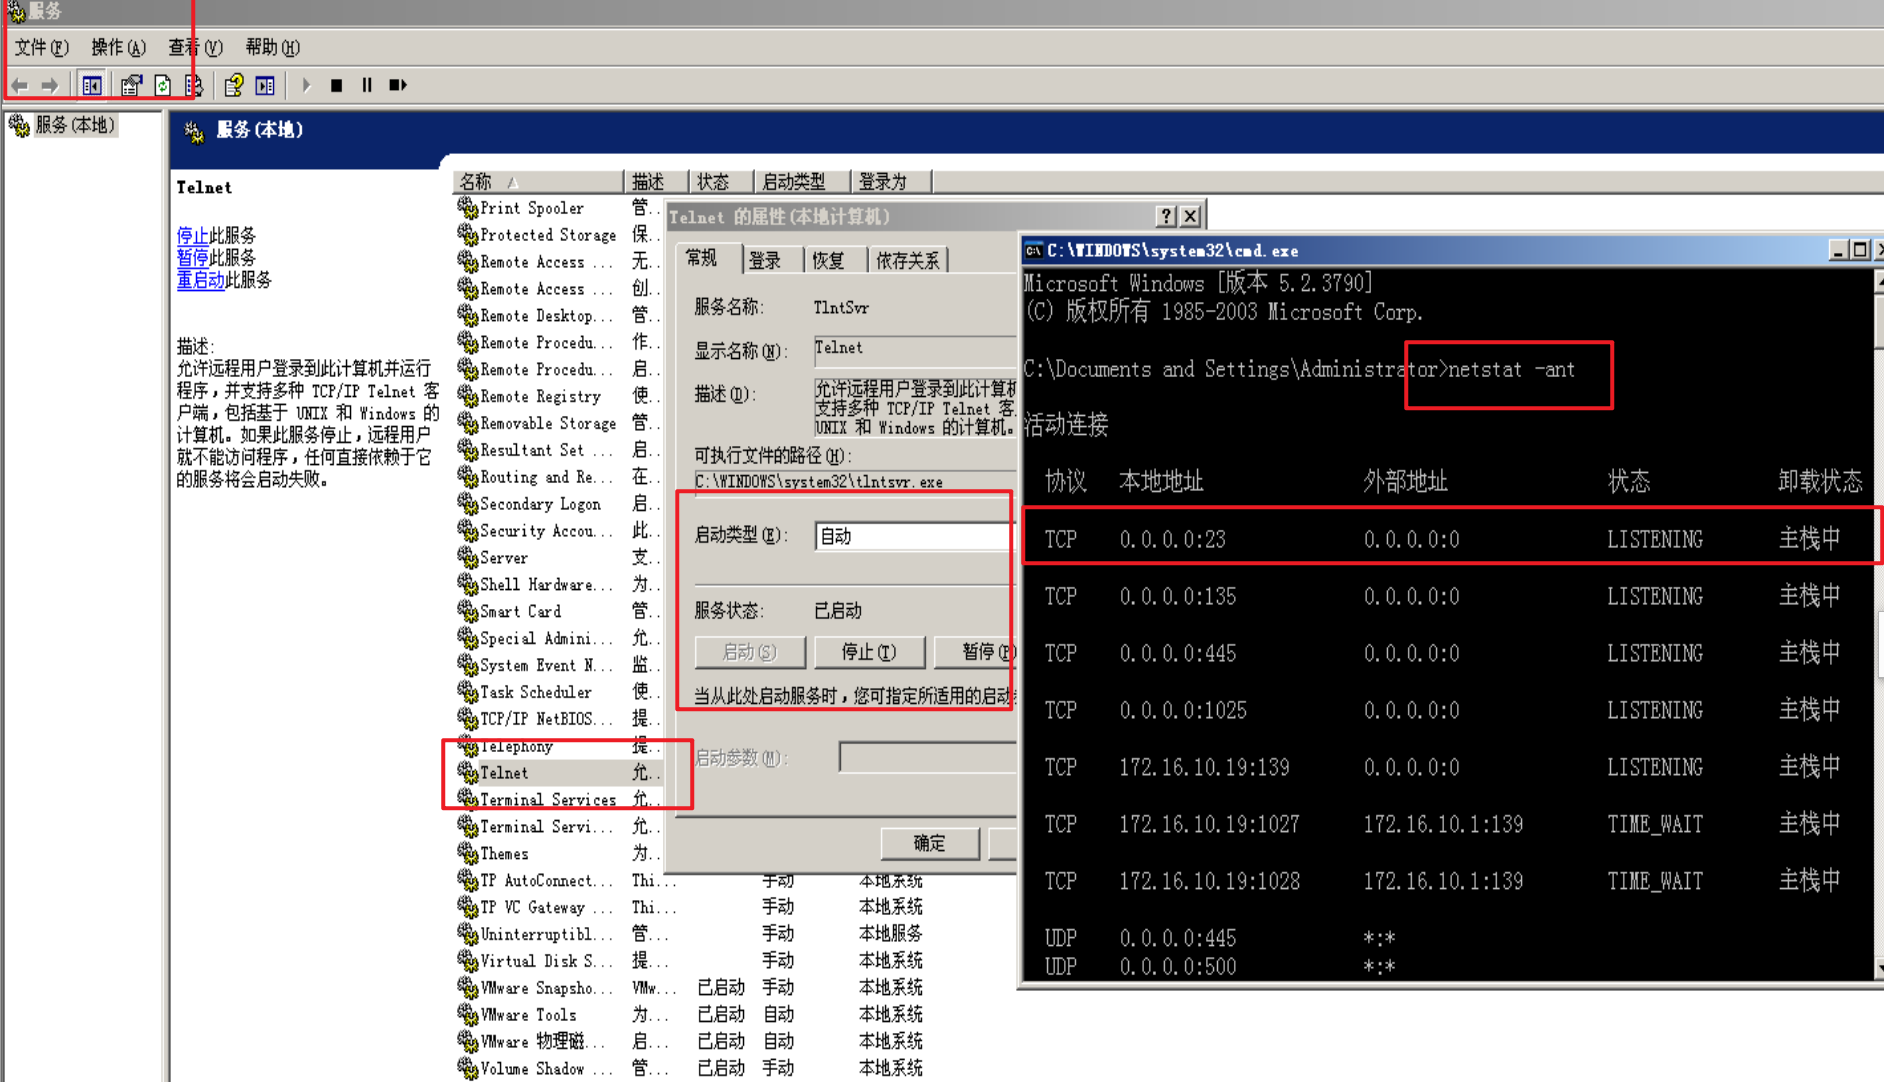 服务
文件(F) 操作(A) 查看(V) 帮助(H)
服务(本地)
服务(本地)
Telnet
停止此服务
暂停此服务
重启动此服务
描述:
允许远程用户登录到此计算机并运行
程序,并支持多种 TCP/IP Telnet 客
户端,包括基于 UNIX 和 Windows 的
计算机。如果此服务停止,远程用户
就不能访问程序,任何直接依赖于它
的服务将会启动失败。
名称 描述 状态 启动类型 登录为
Print Spooler 管...
Protected Storage 保...
Remote Access ... 无...
Remote Access ... 创...
Remote Desktop... 管...
Remote Procedu... 作...
Remote Procedu... 启...
Remote Registry 使...
Removable Storage 管...
Resultant Set ... 启...
Routing and Re... 在...
Secondary Logon 启...
Security Accou... 此...
Server 支...
Shell Hardware... 为...
Smart Card 管...
Special Admini... 允...
System Event N... 监...
Task Scheduler 使...
TCP/IP NetBIOS... 提...
Telephony 提...
Telnet 允...
Terminal Services 允...
Terminal Servi... 允...
Themes 为...
TP AutoConnect... Thi... 手动 本地系统
TP VC Gateway ... Thi... 手动 本地系统
Uninterruptibl... 管... 手动 本地服务
Virtual Disk S... 提... 手动 本地系统
VMware Snapsho... VMw... 已启动 手动 本地系统
VMware Tools 为... 已启动 自动 本地系统
VMware 物理磁... 启... 已启动 自动 本地系统
Volume Shadow ... 管... 已启动 手动 本地系统
Telnet 的属性(本地计算机)
常规 登录 恢复 依存关系
服务名称: TlntSvr
显示名称(N): Telnet
描述(D): 允许远程用户登录到此计算机
支持多种 TCP/IP Telnet 客
UNIX 和 Windows 的计算机。
可执行文件的路径(H):
C:\WINDOWS\system32\tlntsvr.exe
启动类型(E): 自动
服务状态: 已启动
启动(S) 停止(T) 暂停(P)
当从此处启动服务时,您可指定所适用的启动
启动参数(M):
确定
C:\WINDOWS\system32\cmd.exe
Microsoft Windows [版本 5.2.3790]
(C) 版权所有 1985-2003 Microsoft Corp.
C:\Documents and Settings\Administrator>netstat -ant
活动连接
协议 本地地址 外部地址 状态 卸载状态
TCP 0.0.0.0:23 0.0.0.0:0 LISTENING 主栈中
TCP 0.0.0.0:135 0.0.0.0:0 LISTENING 主栈中
TCP 0.0.0.0:445 0.0.0.0:0 LISTENING 主栈中
TCP 0.0.0.0:1025 0.0.0.0:0 LISTENING 主栈中
TCP 172.16.10.19:139 0.0.0.0:0 LISTENING 主栈中
TCP 172.16.10.19:1027 172.16.10.1:139 TIME_WAIT 主栈中
TCP 172.16.10.19:1028 172.16.10.1:139 TIME_WAIT 主栈中
UDP 0.0.0.0:445 *:*
UDP 0.0.0.0:500 *:*